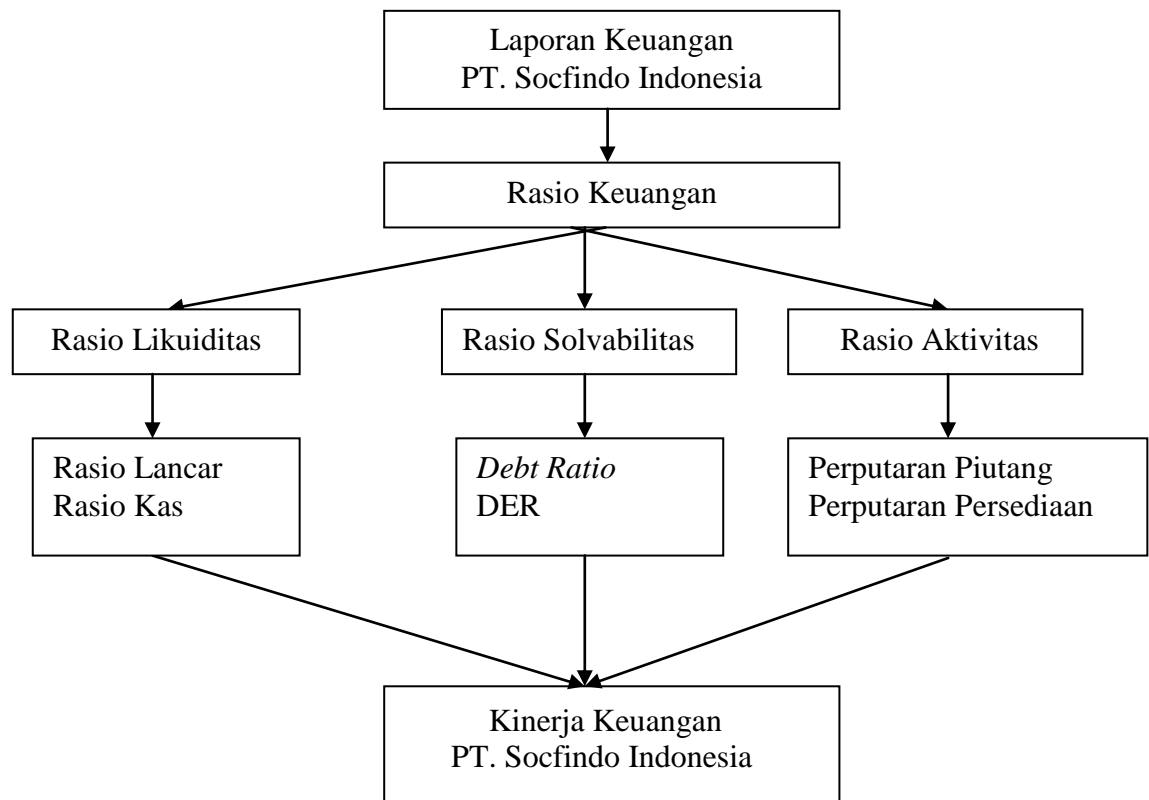 Laporan Keuangan
PT. Socfindo Indonesia
Rasio Keuangan
Rasio Likuiditas
Rasio Solvabilitas
Rasio Aktivitas
Rasio Lancar
Rasio Kas
Debt Ratio
DER
Perputaran Piutang
Perputaran Persediaan
Kinerja Keuangan
PT. Socfindo Indonesia